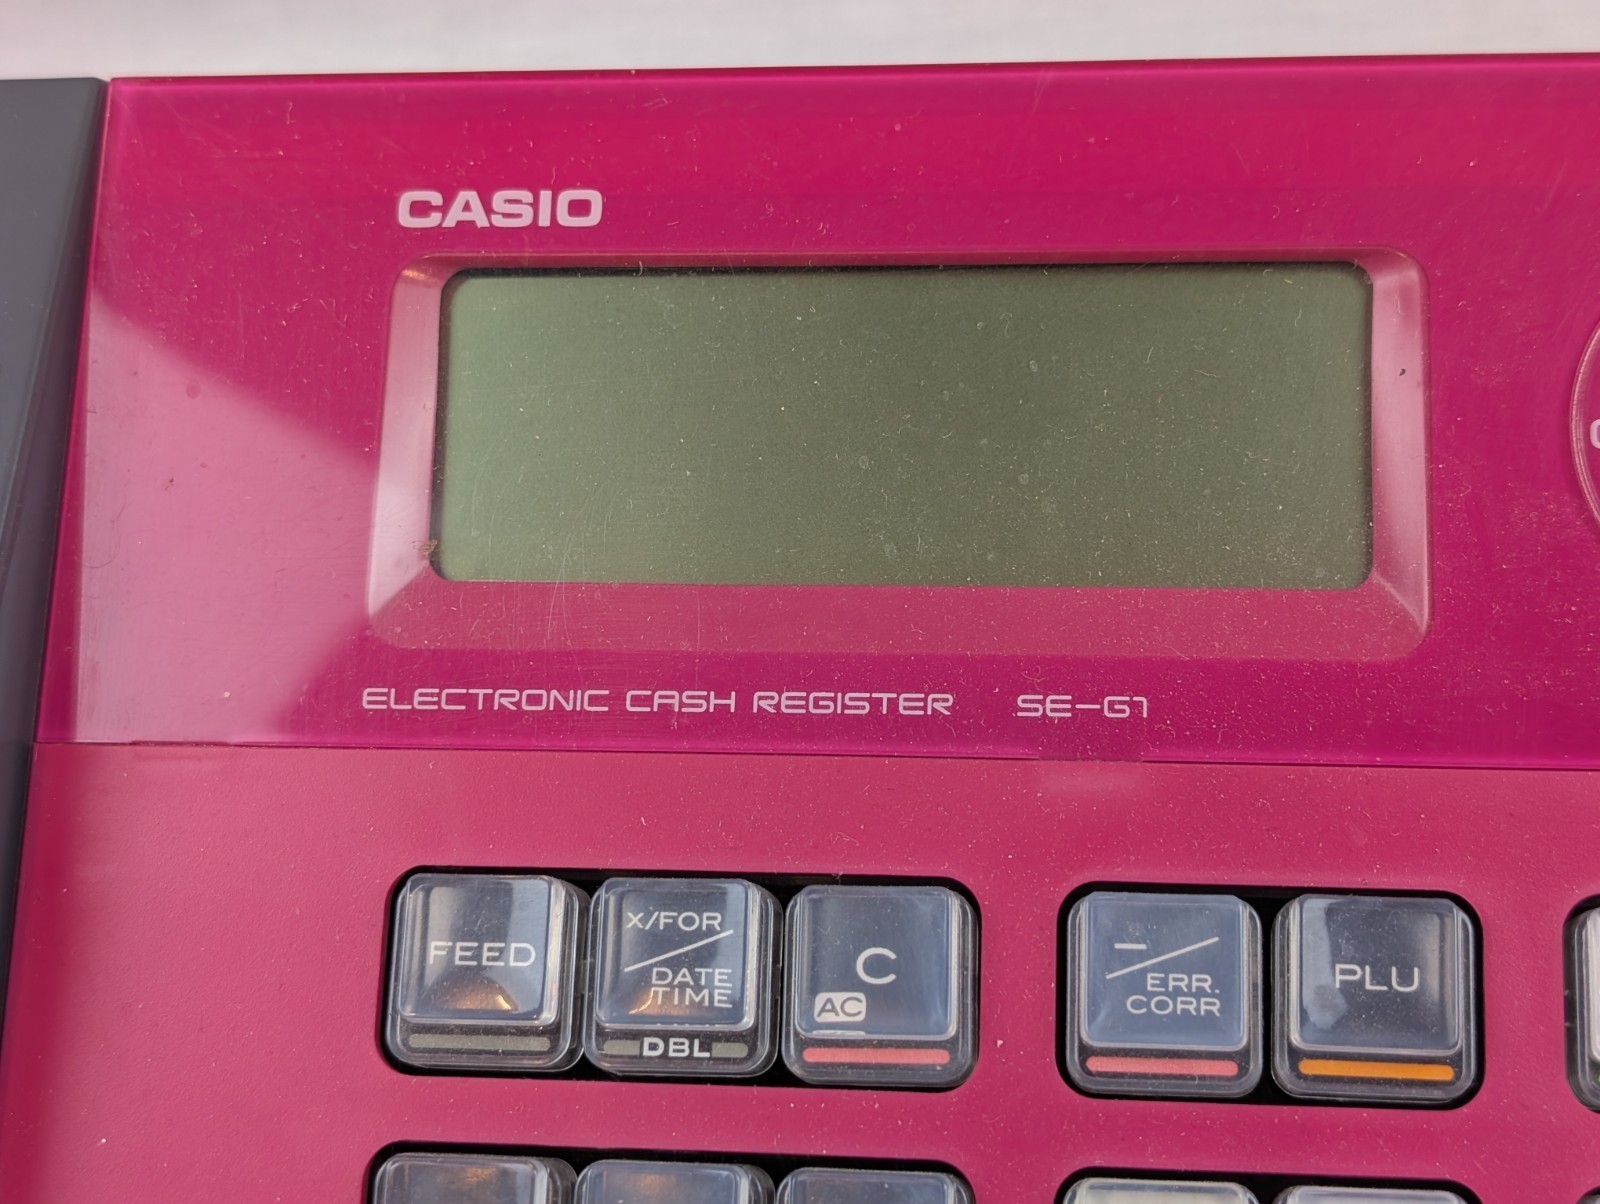 CASIO
ELECTRONIC CASH REGISTER SE-G1
FEED
X/FOR
DATE
TIME
DBL
C
AC
—
ERR.
CORR
PLU